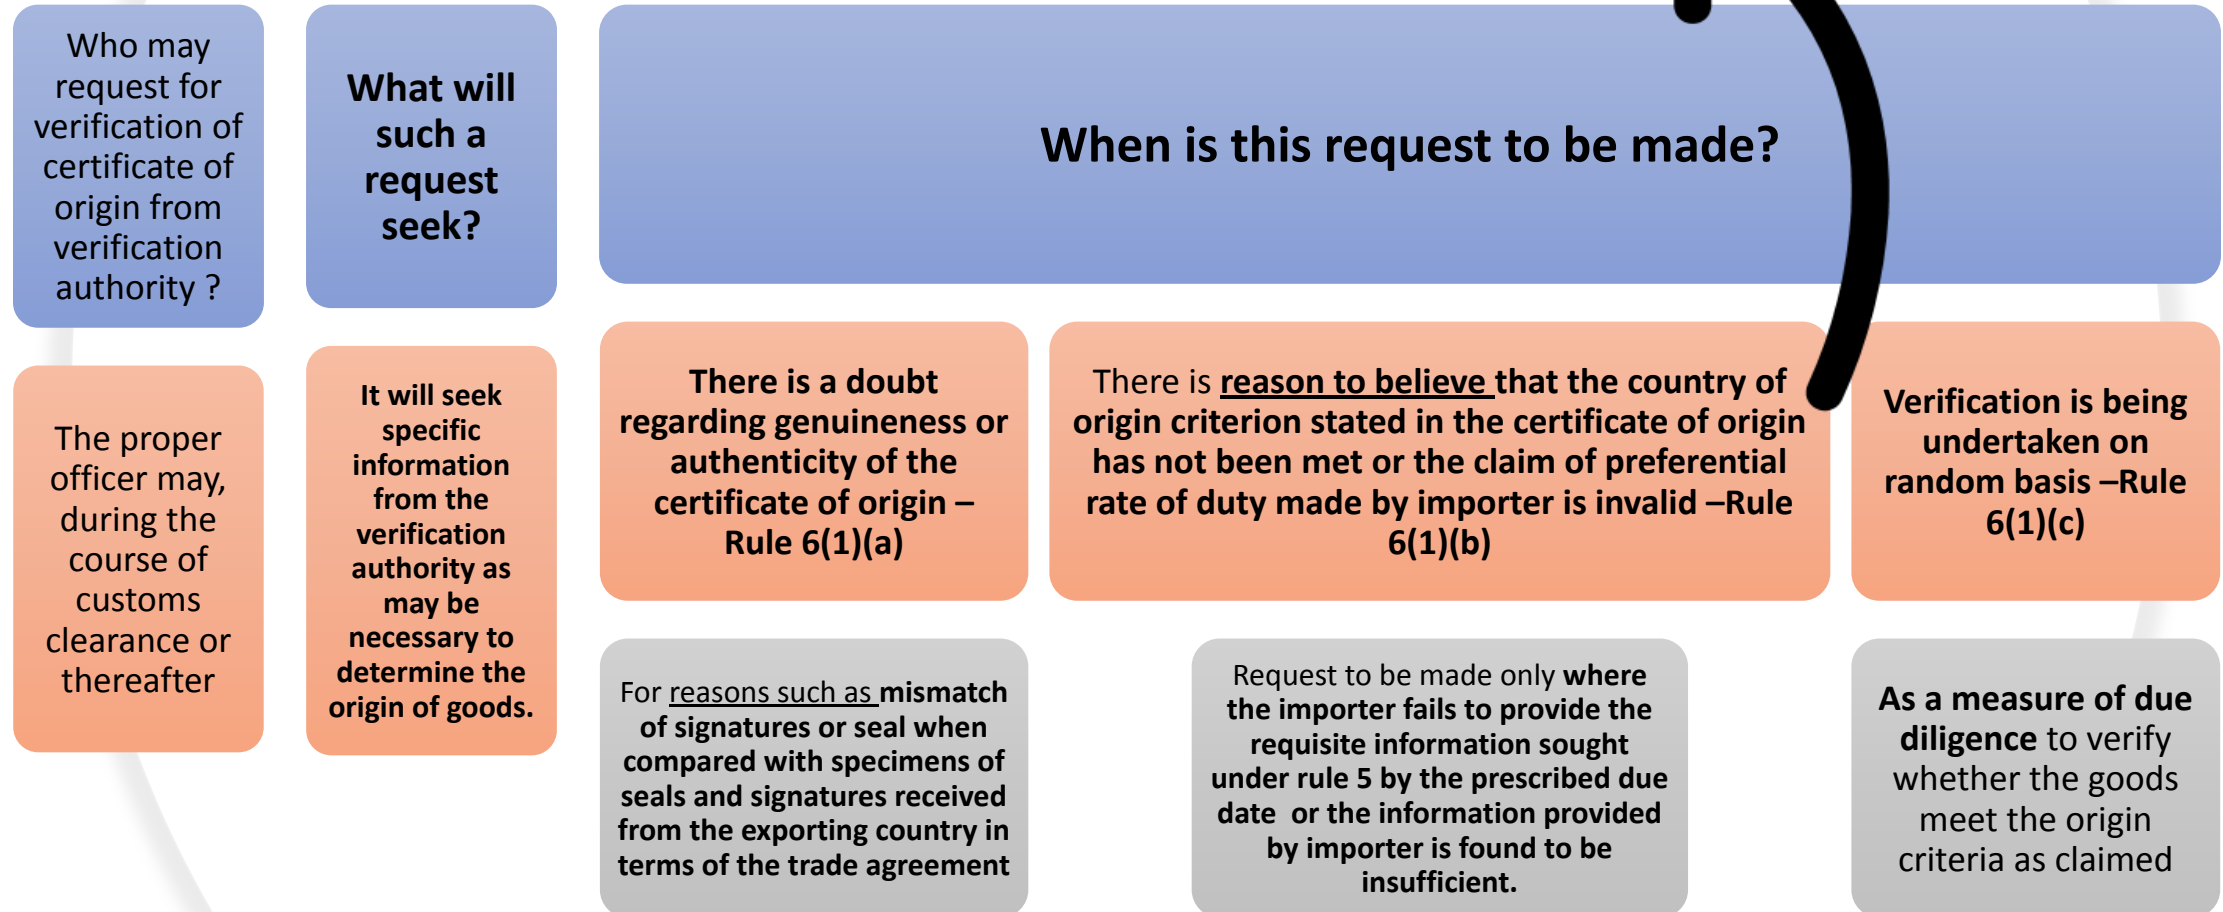 Who may
request for
verification of
certificate of
origin from
verification
authority ?
What will
such a
request
seek?
When is this request to be made?
The proper
officer may,
during the
course of
customs
clearance or
thereafter
It will seek
specific
information
from the
verification
authority as
may be
necessary to
determine the
origin of goods.
There is a doubt
regarding genuineness or
authenticity of the
certificate of origin –
Rule 6(1)(a)
There is reason to believe that the country of
origin criterion stated in the certificate of origin
has not been met or the claim of preferential
rate of duty made by importer is invalid –Rule
6(1)(b)
Verification is being
undertaken on
random basis –Rule
6(1)(c)
For reasons such as mismatch
of signatures or seal when
compared with specimens of
seals and signatures received
from the exporting country in
terms of the trade agreement
Request to be made only where
the importer fails to provide the
requisite information sought
under rule 5 by the prescribed due
date or the information provided
by importer is found to be
insufficient.
As a measure of due
diligence to verify
whether the goods
meet the origin
criteria as claimed